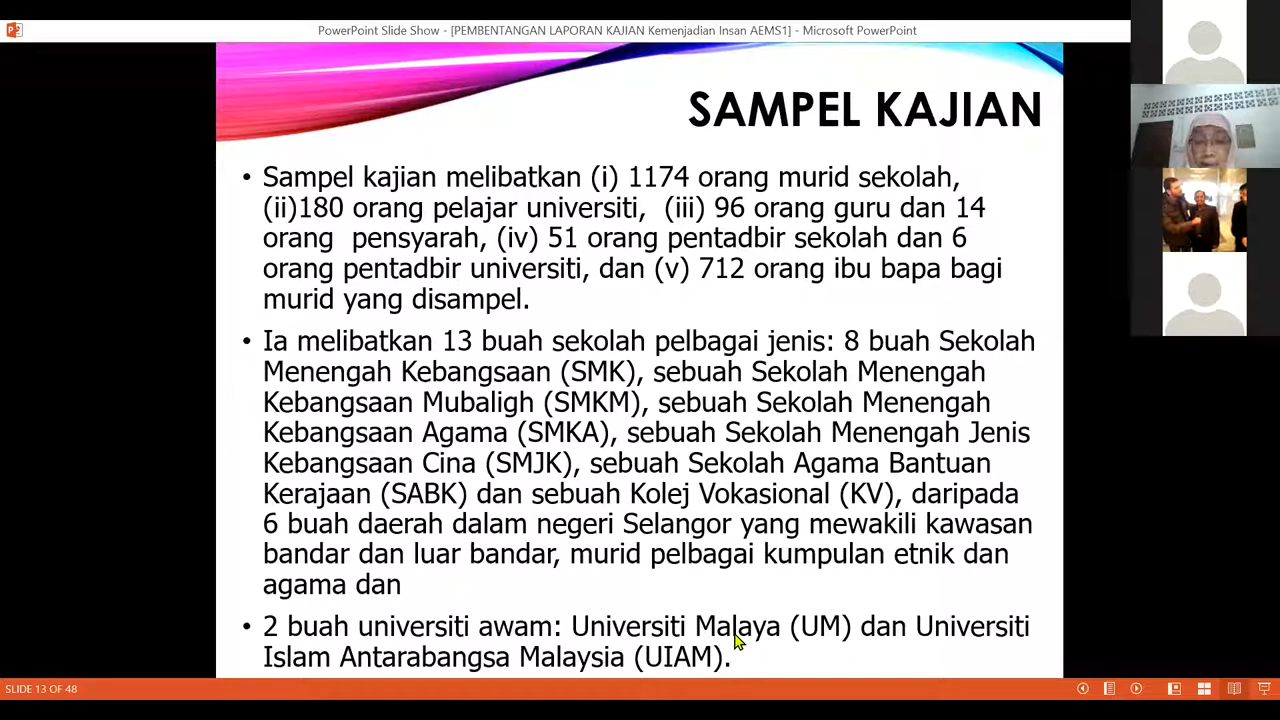 PowerPoint Slide Show - [PEMBENTANGAN LAPORAN KAJIAN Kemenjadian Insan AEMS1] - Microsoft PowerPoint
SAMPEL KAJIAN
• Sampel kajian melibatkan (i) 1174 orang murid sekolah,
(ii)180 orang pelajar universiti, (iii) 96 orang guru dan 14
orang pensyarah, (iv) 51 orang pentadbir sekolah dan 6
orang pentadbir universiti, dan (v) 712 orang ibu bapa bagi
murid yang disampel.
• Ia melibatkan 13 buah sekolah pelbagai jenis: 8 buah Sekolah
Menengah Kebangsaan (SMK), sebuah Sekolah Menengah
Kebangsaan Mubaligh (SMKM), sebuah Sekolah Menengah
Kebangsaan Agama (SMKA), sebuah Sekolah Menengah Jenis
Kebangsaan Cina (SMJK), sebuah Sekolah Agama Bantuan
Kerajaan (SABK) dan sebuah Kolej Vokasional (KV), daripada
6 buah daerah dalam negeri Selangor yang mewakili kawasan
bandar dan luar bandar, murid pelbagai kumpulan etnik dan
agama dan
• 2 buah universiti awam: Universiti Malaya (UM) dan Universiti
Islam Antarabangsa Malaysia (UIAM).
SLIDE 13 OF 48